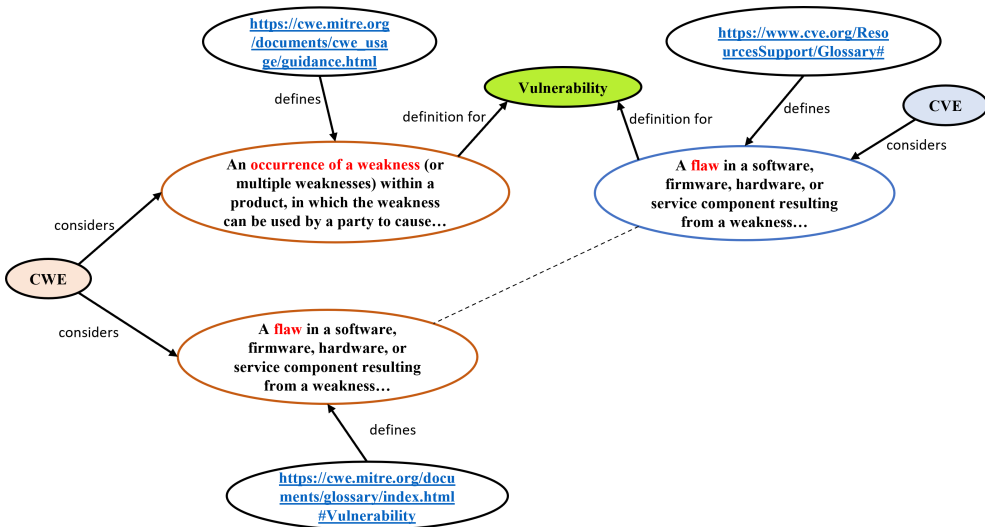 https://cwe.mitre.org
/documents/cwe_usa
ge/guidance.html
https://www.cve.org/Reso
urcesSupport/Glossary#
defines
Vulnerability
defines
CVE
definition for
definition for
considers
An occurrence of a weakness (or
multiple weaknesses) within a
product, in which the weakness
can be used by a party to cause…
A flaw in a software,
firmware, hardware, or
service component resulting
from a weakness…
considers
CWE
considers
A flaw in a software,
firmware, hardware, or
service component resulting
from a weakness…
defines
https://cwe.mitre.org/docu
ments/glossary/index.html
#Vulnerability